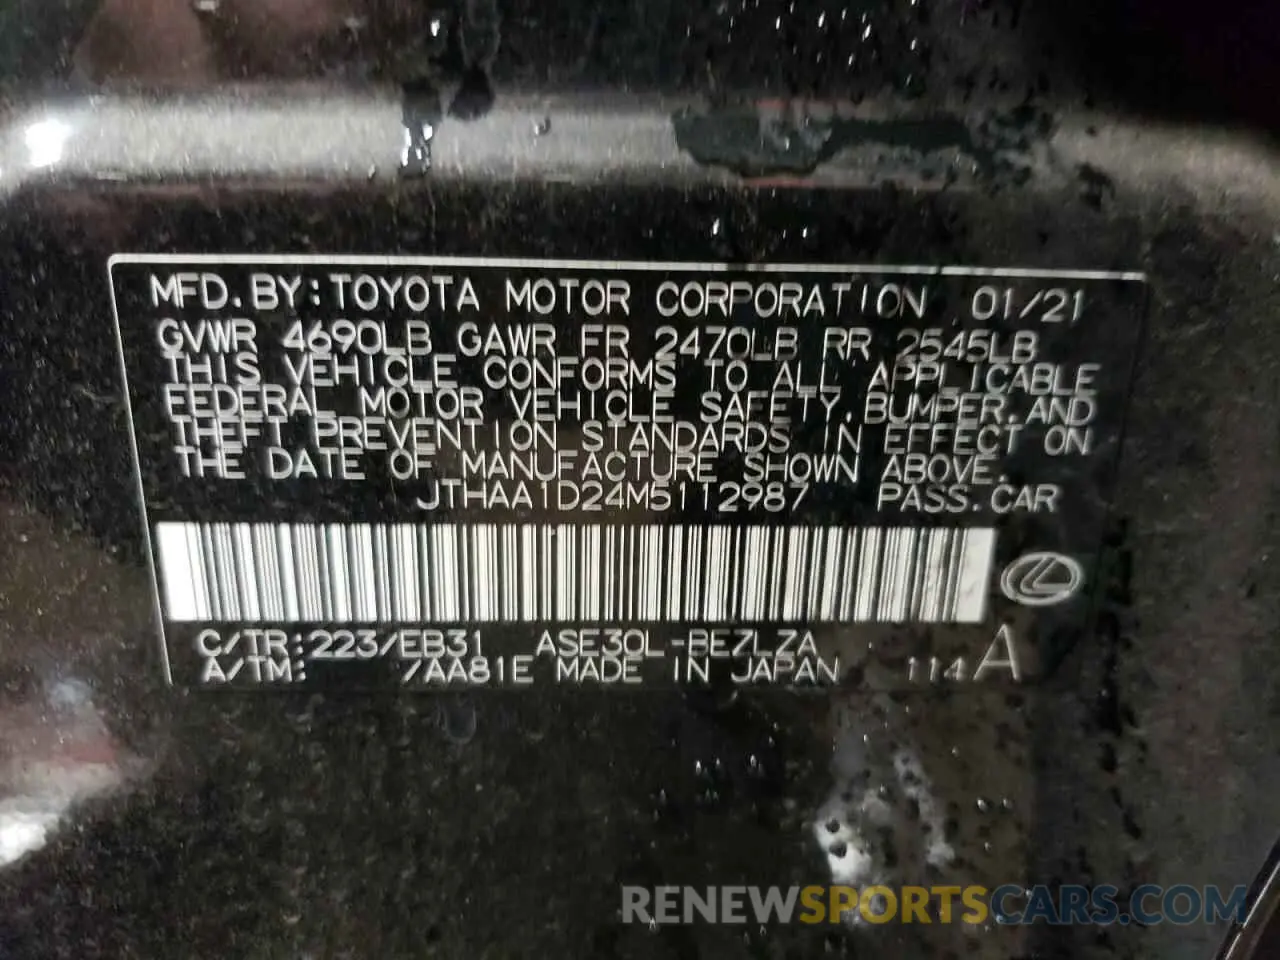 MFD. BY: TOYOTA MOTOR CORPORATION 01/21
GVWR 4690LB GAWR FR 2470LB RR 2545LB
THIS VEHICLE CONFORMS TO ALL APPLICABLE
FEDERAL MOTOR VEHICLE SAFETY, BUMPER, AND
THEFT PREVENTION STANDARDS IN EFFECT ON
THE DATE OF MANUFACTURE SHOWN ABOVE.
JTHAA1D24M5112987 PASS. CAR
C/TR: 223/EB31 ASE30L-BEZLZA
A/TM: /AA81E MADE IN JAPAN 114 A
RENEWSPORTSCARS.COM